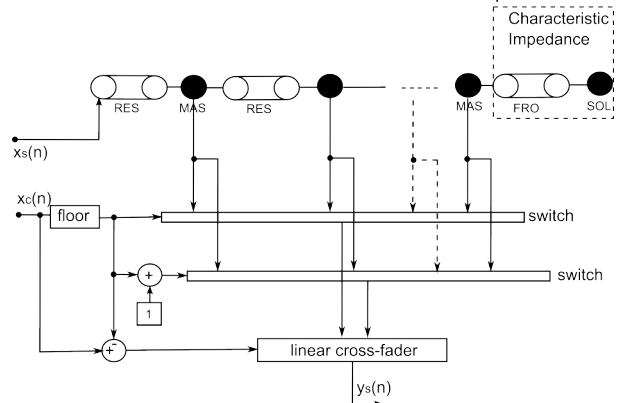 Characteristic
Impedance
RES
MAS
RES
MAS
FRO
SOL
xs(n)
xc(n)
floor
switch
+
switch
1
+-
linear cross-fader
ys(n)